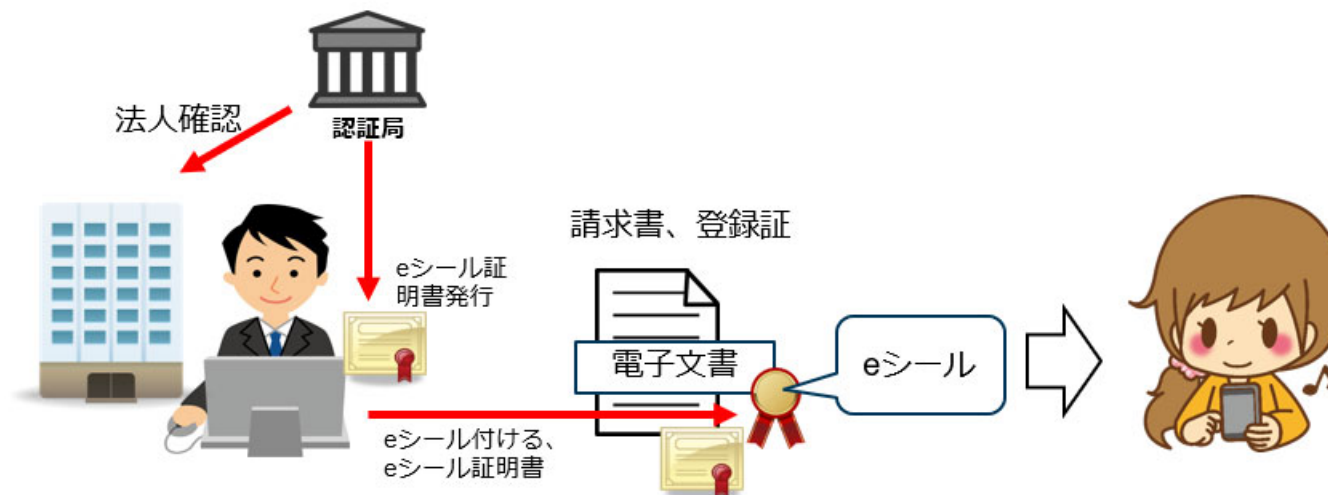 認証局
法人確認
eシール証
明書発行
請求書、登録証
電子文書
eシール
eシール付ける、
eシール証明書